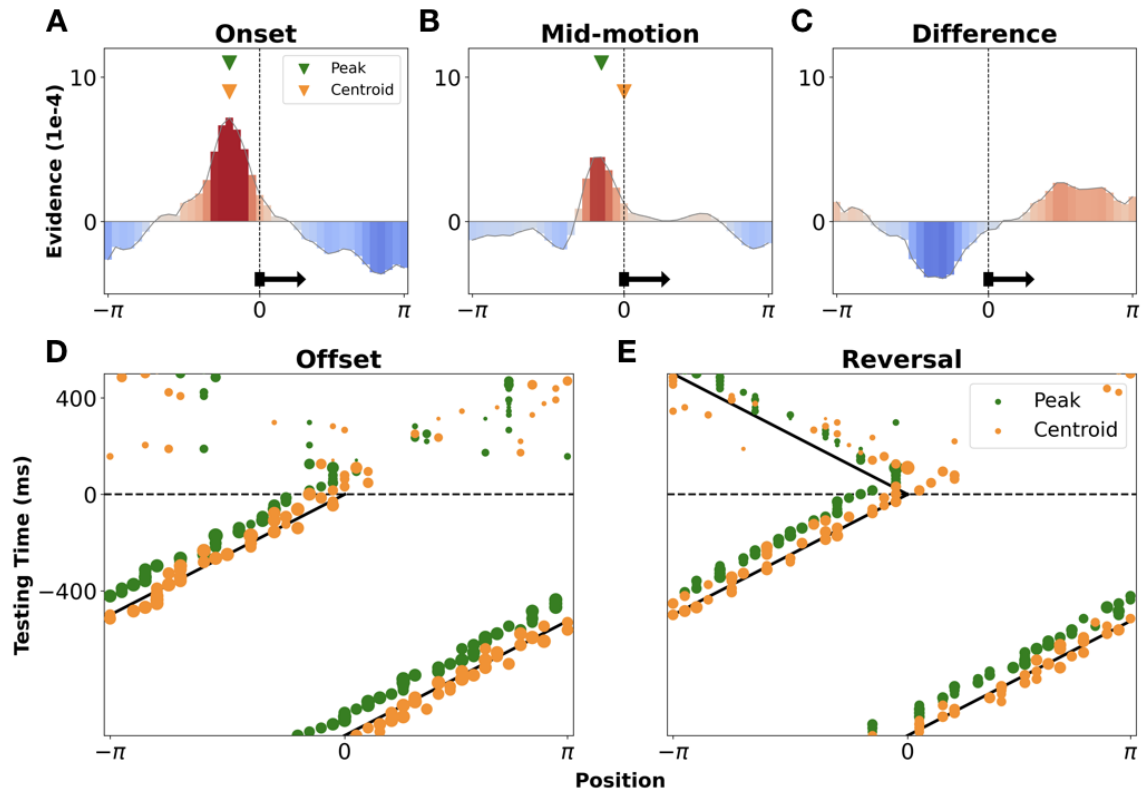 A
Onset
B
Mid-motion
C
Difference
Evidence (1e-4)
10
0
Peak
Centroid
−π
0
π
10
0
−π
0
π
10
0
−π
0
π
D
Offset
E
Reversal
Testing Time (ms)
400
0
−400
−π
0
π
Peak
Centroid
−π
0
π
Position